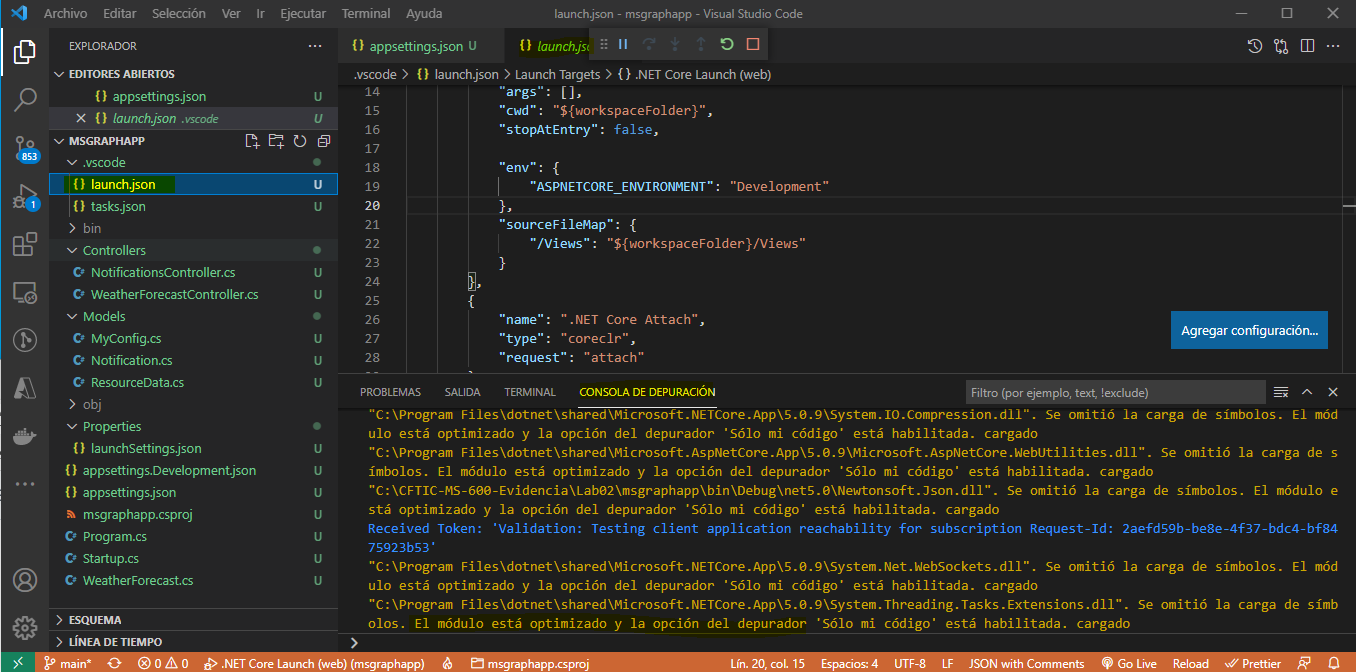 Archivo Editar Selección Ver Ir Ejecutar Terminal Ayuda launch.json - msgraphapp - Visual Studio Code
EXPLORADOR
EDITORES ABIERTOS
{} appsettings.json U
{} launch.json .vscode U
MSGRAPHAPP
.vscode
{} launch.json U
{} tasks.json U
bin
Controllers
NotificationsController.cs U
WeatherForecastController.cs U
Models
MyConfig.cs U
Notification.cs U
ResourceData.cs U
obj
Properties
{} launchSettings.json U
{} appsettings.Development.json U
{} appsettings.json U
msgraphapp.csproj U
Program.cs U
Startup.cs U
WeatherForecast.cs U
ESQUEMA
LÍNEA DE TIEMPO
853
1
{} appsettings.json U {} launch.js
.vscode > {} launch.json > Launch Targets > {} .NET Core Launch (web)
14 "args": [],
15 "cwd": "${workspaceFolder}",
16 "stopAtEntry": false,
17
18 "env": {
19 "ASPNETCORE_ENVIRONMENT": "Development"
20 },
21 "sourceFileMap": {
22 "/Views": "${workspaceFolder}/Views"
23 }
24 },
25 {
26 "name": ".NET Core Attach",
27 "type": "coreclr",
28 "request": "attach"
Agregar configuración...
PROBLEMAS SALIDA TERMINAL CONSOLA DE DEPURACIÓN Filtro (por ejemplo, text, !exclude)
"C:\Program Files\dotnet\shared\Microsoft.NETCore.App\5.0.9\System.IO.Compression.dll". Se omitió la carga de símbolos. El mód
ulo está optimizado y la opción del depurador 'Sólo mi código' está habilitada. cargado
"C:\Program Files\dotnet\shared\Microsoft.AspNetCore.App\5.0.9\Microsoft.AspNetCore.WebUtilities.dll". Se omitió la carga de s
ímbolos. El módulo está optimizado y la opción del depurador 'Sólo mi código' está habilitada. cargado
"C:\CFTIC-MS-600-Evidencia\Lab02\msgraphapp\bin\Debug\net5.0\Newtonsoft.Json.dll". Se omitió la carga de símbolos. El módulo e
stá optimizado y la opción del depurador 'Sólo mi código' está habilitada. cargado
Received Token: 'Validation: Testing client application reachability for subscription Request-Id: 2aefd59b-be8e-4f37-bdc4-bf84
75923b53'
"C:\Program Files\dotnet\shared\Microsoft.NETCore.App\5.0.9\System.Net.WebSockets.dll". Se omitió la carga de símbolos. El mód
ulo está optimizado y la opción del depurador 'Sólo mi código' está habilitada. cargado
"C:\Program Files\dotnet\shared\Microsoft.NETCore.App\5.0.9\System.Threading.Tasks.Extensions.dll". Se omitió la carga de símb
olos. El módulo está optimizado y la opción del depurador 'Sólo mi código' está habilitada. cargado
main* 0 0 .NET Core Launch (web) (msgraphapp) msgraphapp.csproj Lín. 20, col. 15 Espacios: 4 UTF-8 LF JSON with Comments Go Live Reload Prettier